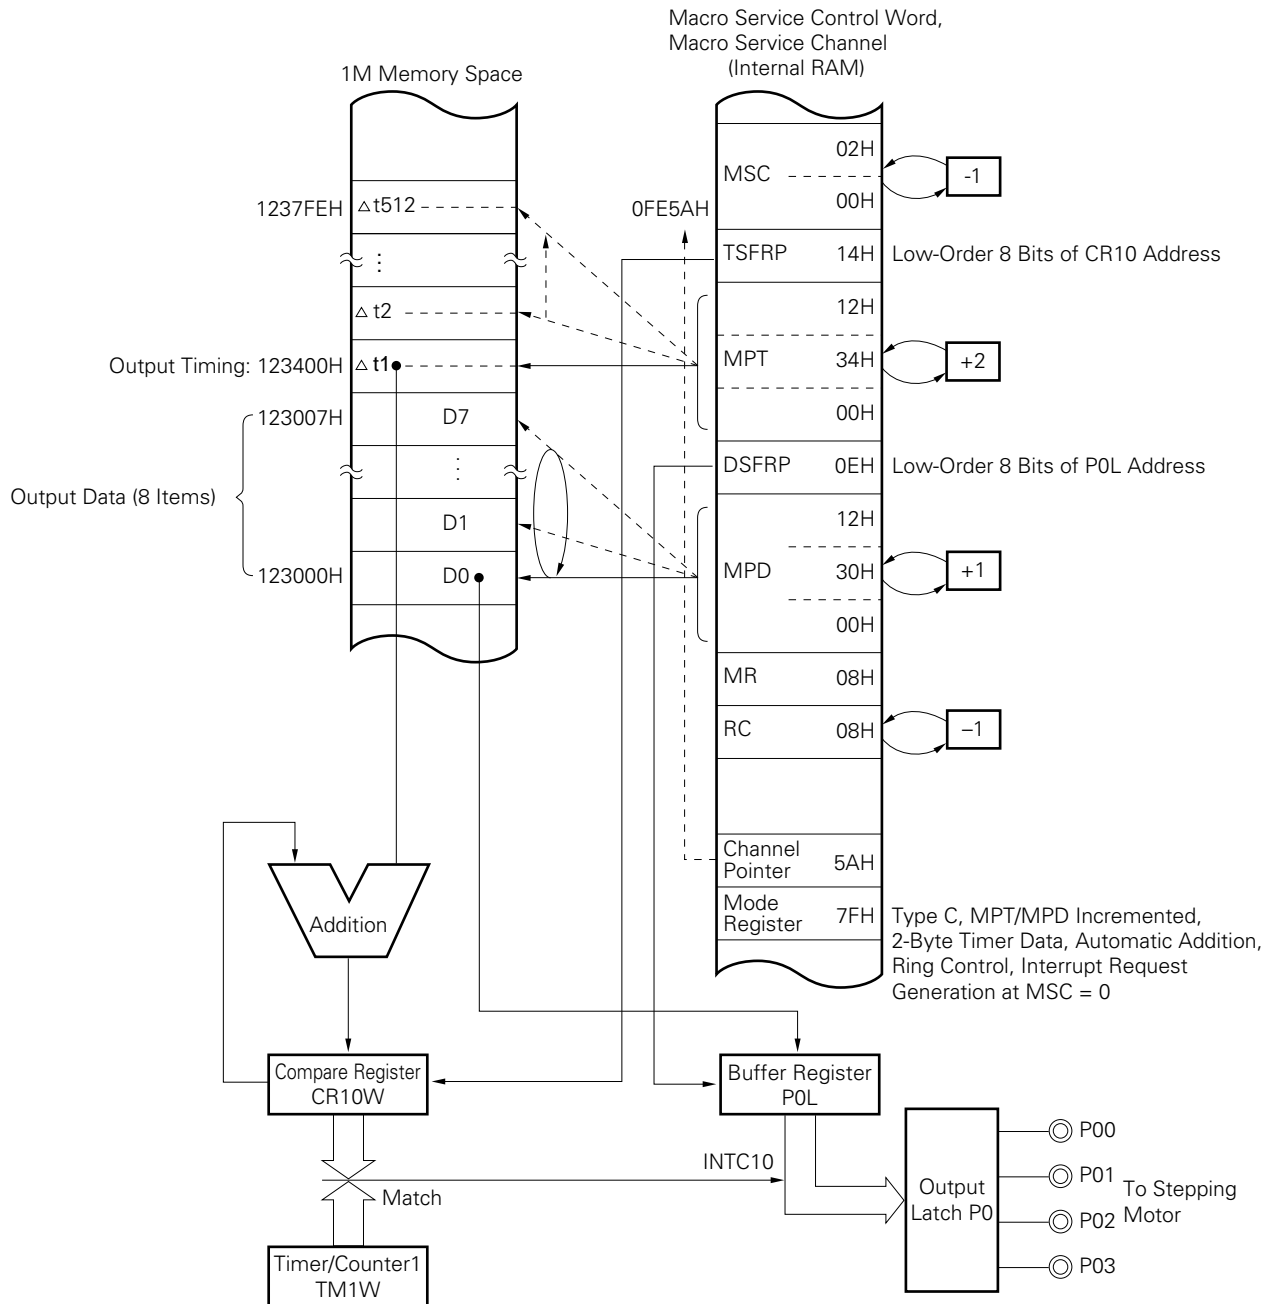 Macro Service Control Word,
Macro Service Channel
(Internal RAM)
1M Memory Space
02H
MSC
-1
00H
1237FEH
△t512
0FE5AH
TSFRP 14H Low-Order 8 Bits of CR10 Address
⋮
12H
△t2
Output Timing: 123400H △t1
MPT 34H
+2
00H
123007H D7
DSFRP 0EH Low-Order 8 Bits of P0L Address
⋮
Output Data (8 Items)
12H
D1
MPD 30H
+1
123000H D0
00H
MR 08H
RC 08H
–1
Channel
Pointer 5AH
Mode
Register 7FH
Type C, MPT/MPD Incremented,
2-Byte Timer Data, Automatic Addition,
Ring Control, Interrupt Request
Generation at MSC = 0
Addition
Compare Register
CR10W
Buffer Register
P0L
INTC10
Match
Output
Latch P0
P00
P01
P02
P03
To Stepping
Motor
Timer/Counter1
TM1W